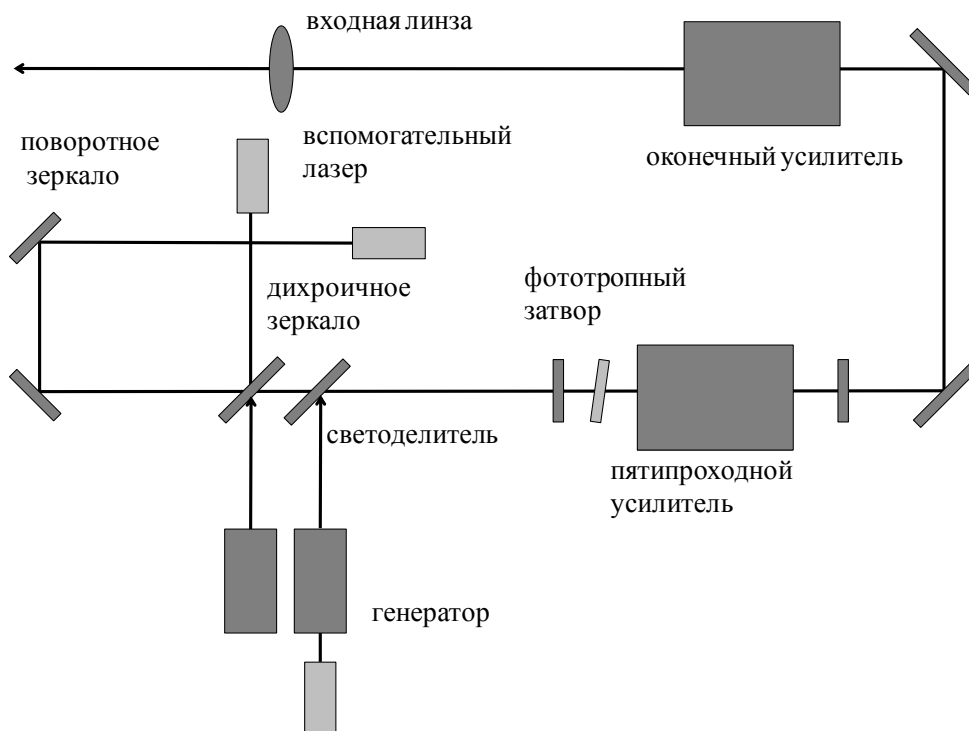 входная линза
вспомогательный
лазер
поворотное
зеркало
оконечный усилитель
дихроичное
зеркало
фототропный
затвор
светоделитель
пятипроходной
усилитель
генератор